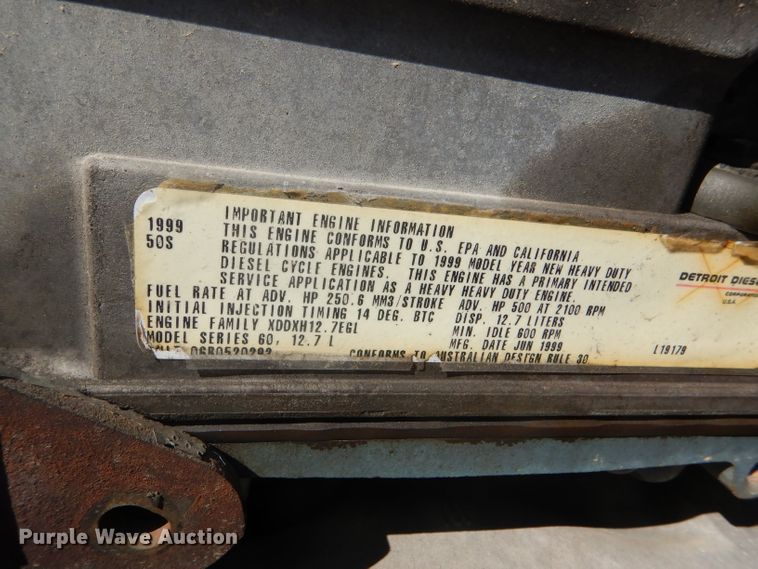 1999
50S
IMPORTANT ENGINE INFORMATION
THIS ENGINE CONFORMS TO U.S. EPA AND CALIFORNIA
REGULATIONS APPLICABLE TO 1999 MODEL YEAR NEW HEAVY DUTY
DIESEL CYCLE ENGINES. THIS ENGINE HAS A PRIMARY INTENDED
SERVICE APPLICATION AS A HEAVY HEAVY DUTY ENGINE.
FUEL RATE AT ADV. HP 250.6 MM3/STROKE ADV. HP 500 AT 2100 RPM
INITIAL INJECTION TIMING 14 DEG. BTC DISP. 12.7 LITERS
ENGINE FAMILY XDDXH12.7EGL MIN. IDLE 600 RPM
MODEL SERIES 60, 12.7 L MFG. DATE JUN 1999
06R0520292 CONFORMS TO AUSTRALIAN DESIGN RULE 30
L19179
DETROIT DIESEL
CORPORATION
U.S.A.
Purple Wave Auction